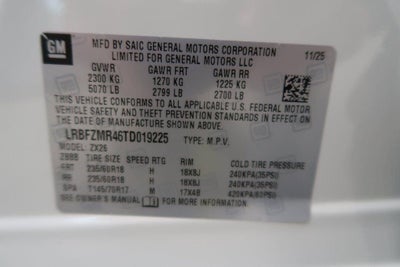 GM
MFD BY SAIC GENERAL MOTORS CORPORATION
LIMITED FOR GENERAL MOTORS LLC
11/25
GVWR GAWR FRT GAWR RR
2300 KG 1270 KG 1225 KG
5070 LB 2799 LB 2700 LB
THIS VEHICLE CONFORMS TO ALL APPLICABLE U.S. FEDERAL MOTOR
VEHICLE SAFETY AND THEFT PREVENTION STANDARDS IN EFFECT ON
THE DATE OF MANUFACTURE SHOWN ABOVE.
LRBFZMR46TD019225 TYPE: M.P.V.
MODEL: ZX26
TIRE SIZE SPEED RTG RIM COLD TIRE PRESSURE
FRT 235/60R18 H 18X8J 240KPA(35PSI)
RR 235/60R18 H 18X8J 240KPA(35PSI)
SPA T145/70R17 M 17X4B 420KPA(60PSI)
SEE OWNER'S MANUAL FOR MORE INFORMATION